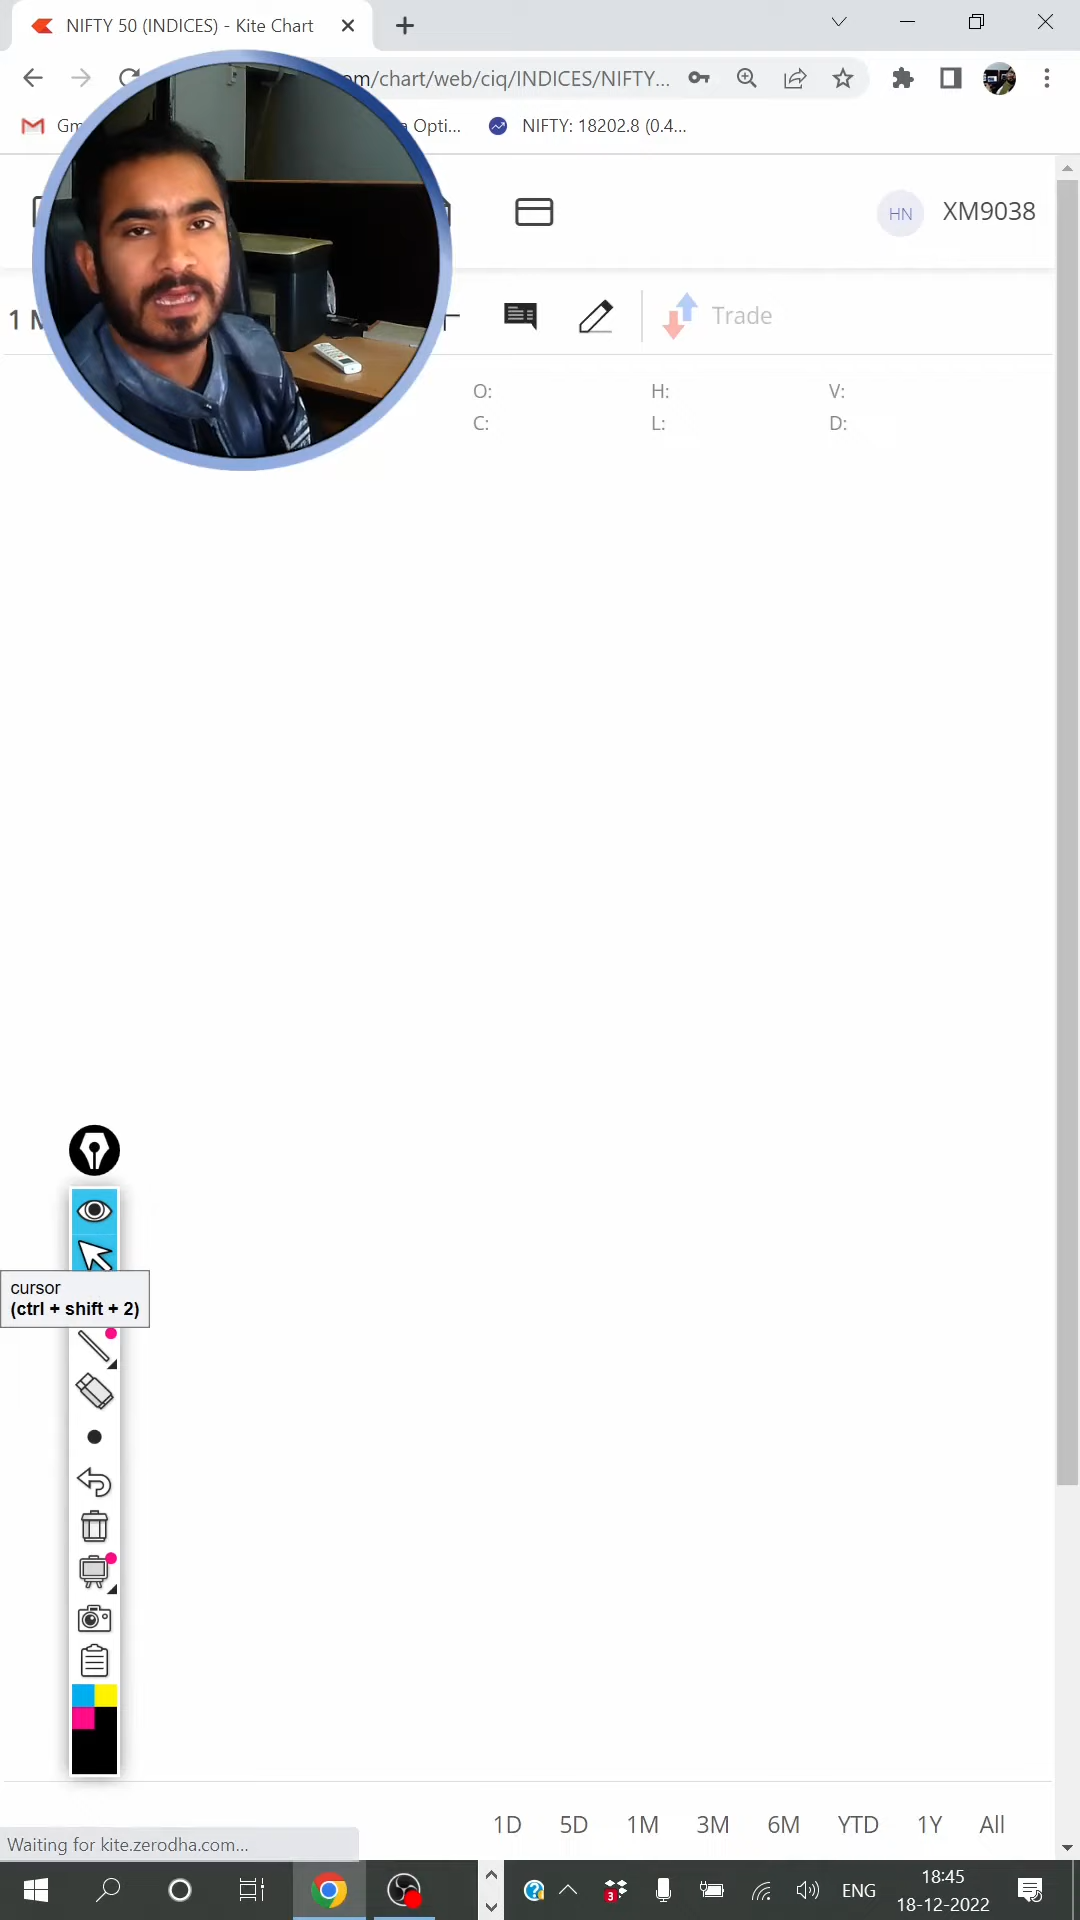 NIFTY 50 (INDICES) - Kite Chart
om/chart/web/ciq/INDICES/NIFTY...
Gm
a Opti...
NIFTY: 18202.8 (0.4...
HN
XM9038
1 M
Trade
O:
H:
V:
C:
L:
D:
cursor
(ctrl + shift + 2)
1D
5D
1M
3M
6M
YTD
1Y
All
Waiting for kite.zerodha.com...
3
ENG
18:45
18-12-2022